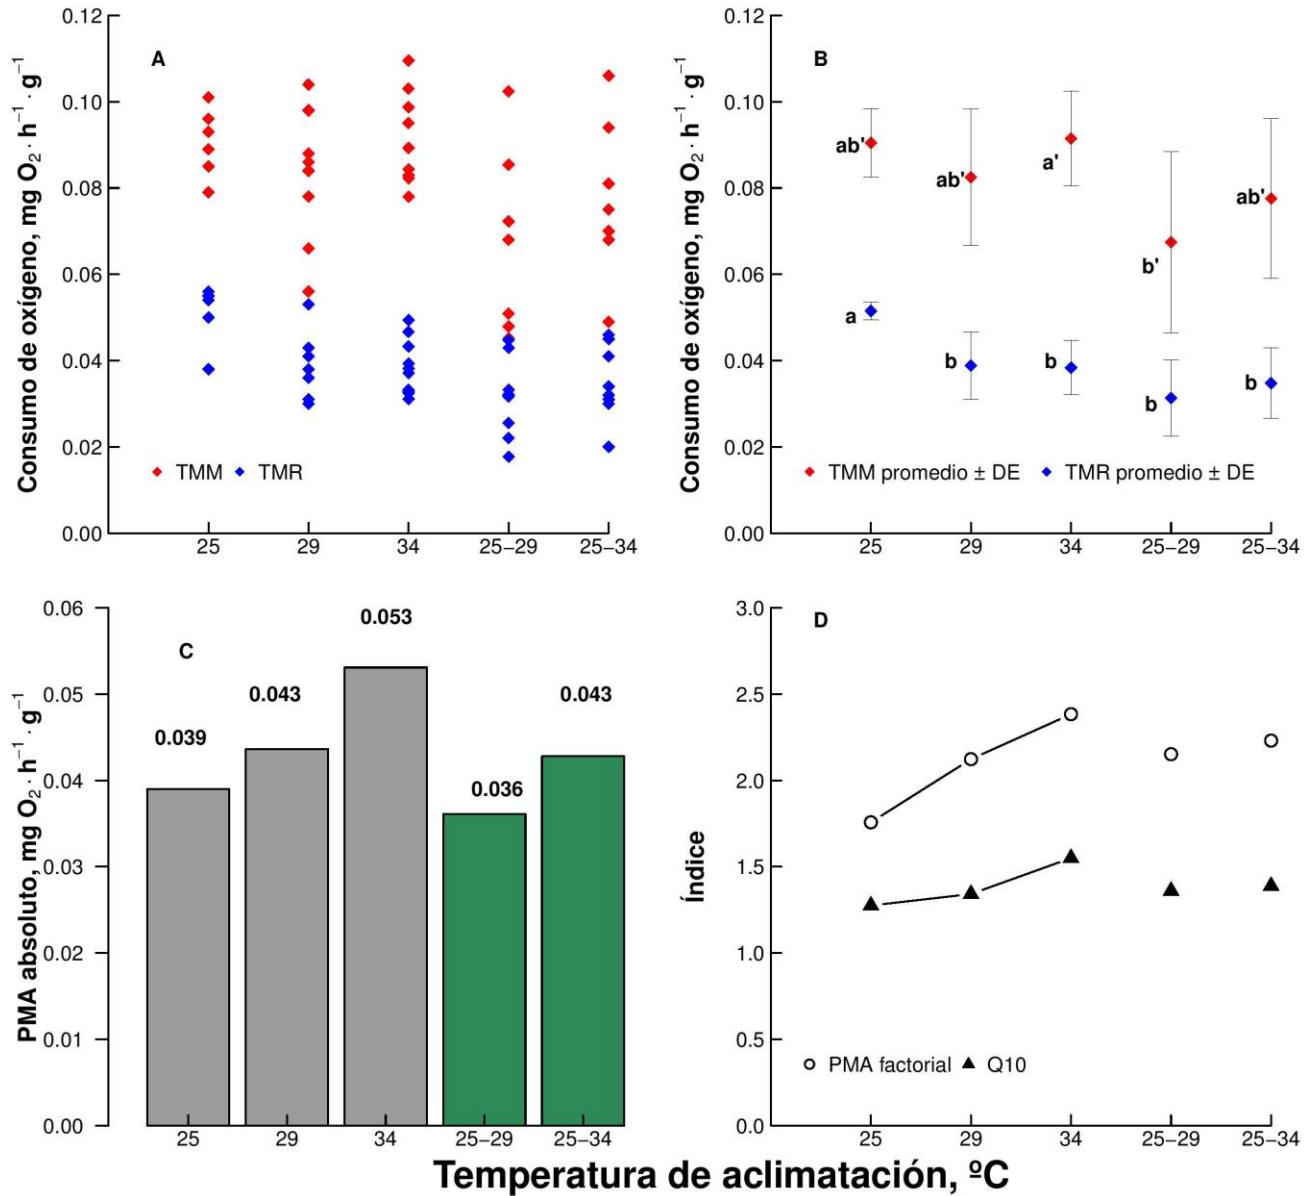 A
Consumo de oxígeno, mg O₂ · h⁻¹ · g⁻¹
0.12
0.10
0.08
0.06
0.04
0.02
0.00
TMM TMR
25 29 34 25−29 25−34
B
Consumo de oxígeno, mg O₂ · h⁻¹ · g⁻¹
0.12
0.10
0.08
0.06
0.04
0.02
0.00
ab' ab' a' b' ab'
a b b b b
TMM promedio ± DE TMR promedio ± DE
25 29 34 25−29 25−34
C
PMA absoluto, mg O₂ · h⁻¹ · g⁻¹
0.06
0.05
0.04
0.03
0.02
0.01
0.00
0.039 0.043 0.053 0.036 0.043
25 29 34 25−29 25−34
D
Índice
3.0
2.5
2.0
1.5
1.0
0.5
0.0
PMA factorial Q10
25 29 34 25−29 25−34
Temperatura de aclimatación, ºC